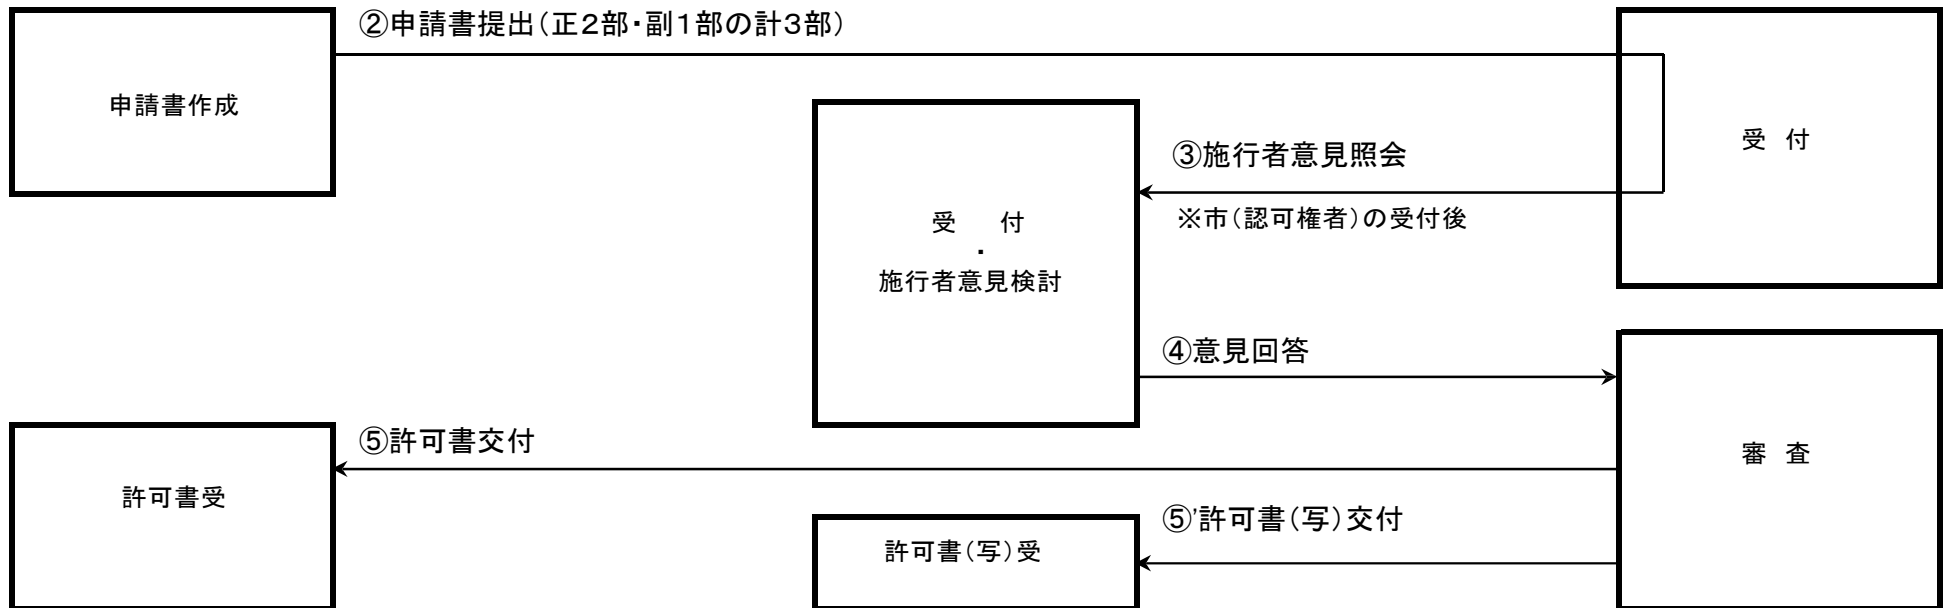 ②申請書提出(正2部・副1部の計3部)
申請書作成
受 付
③施行者意見照会
※市(認可権者)の受付後
受 付
・
施行者意見検討
④意見回答
⑤許可書交付
審 査
許可書受
⑤'許可書(写)交付
許可書(写)受